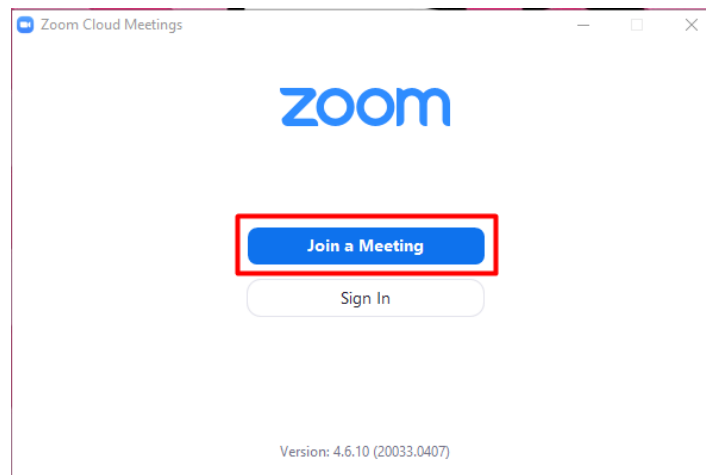 Zoom Cloud Meetings
zoom
Join a Meeting
Sign In
Version: 4.6.10 (20033.0407)